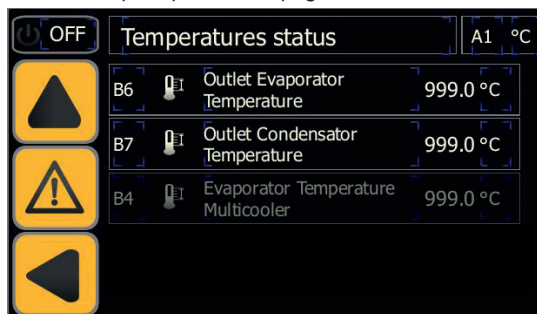 OFF
Temperatures status
A1 °C
B6
Outlet Evaporator
Temperature
999.0 °C
B7
Outlet Condensator
Temperature
999.0 °C
B4
Evaporator Temperature
Multicooler
999.0 °C